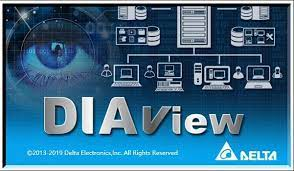 DIAView
©2013-2019 Delta Electronics,Inc. All Rights Reserved.
DELTA